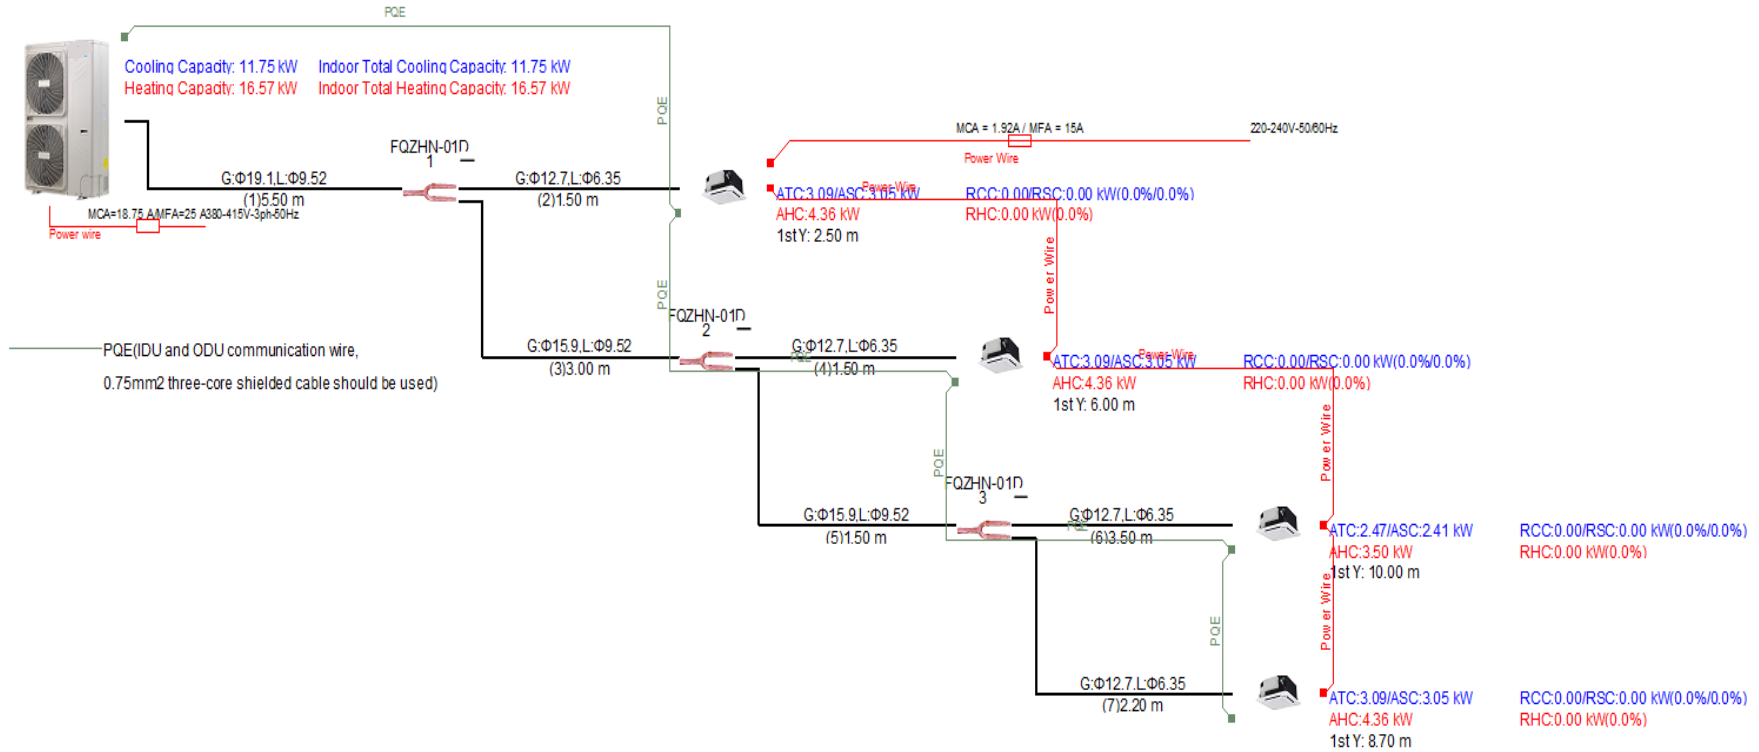 PQE
Cooling Capacity: 11.75 kW Indoor Total Cooling Capacity: 11.75 kW
Heating Capacity: 16.57 kW Indoor Total Heating Capacity: 16.57 kW
PQE
MCA = 1.92A / MFA = 15A
220-240V-50/60Hz
Power Wire
FQZHN-01D
1
G:Φ19.1,L:Φ9.52
(1)5.50 m
G:Φ12.7,L:Φ6.35
(2)1.50 m
Power Wire
ATC:3.09/ASC:3.05 kW RCC:0.00/RSC:0.00 kW(0.0%/0.0%)
AHC:4.36 kW RHC:0.00 kW(0.0%)
1st Y: 2.50 m
MCA=18.75 A/MFA=25 A380-415V-3ph-50Hz
Power wire
Power Wire
PQE
FQZHN-01D
2
G:Φ15.9,L:Φ9.52
(3)3.00 m
G:Φ12.7,L:Φ6.35
PQE
(4)1.50 m
Power Wire
ATC:3.09/ASC:3.05 kW RCC:0.00/RSC:0.00 kW(0.0%/0.0%)
AHC:4.36 kW RHC:0.00 kW(0.0%)
1st Y: 6.00 m
PQE(IDU and ODU communication wire,
0.75mm2 three-core shielded cable should be used)
Power Wire
PQE
FQZHN-01D
3
G:Φ15.9,L:Φ9.52
(5)1.50 m
G:Φ12.7,L:Φ6.35
PQE
(6)3.50 m
ATC:2.47/ASC:2.41 kW RCC:0.00/RSC:0.00 kW(0.0%/0.0%)
AHC:3.50 kW RHC:0.00 kW(0.0%)
1st Y: 10.00 m
Power Wire
PQE
G:Φ12.7,L:Φ6.35
(7)2.20 m
ATC:3.09/ASC:3.05 kW RCC:0.00/RSC:0.00 kW(0.0%/0.0%)
AHC:4.36 kW RHC:0.00 kW(0.0%)
1st Y: 8.70 m